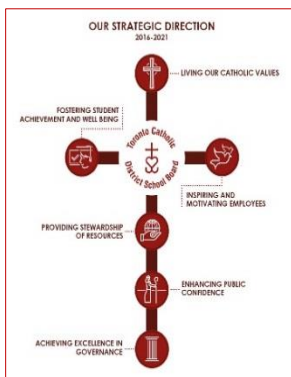 OUR STRATEGIC DIRECTION
2016-2021
LIVING OUR CATHOLIC VALUES
FOSTERING STUDENT
ACHIEVEMENT AND WELL BEING
Toronto Catholic
District School Board
INSPIRING AND
MOTIVATING EMPLOYEES
PROVIDING STEWARDSHIP
OF RESOURCES
ENHANCING PUBLIC
CONFIDENCE
ACHIEVING EXCELLENCE IN
GOVERNANCE